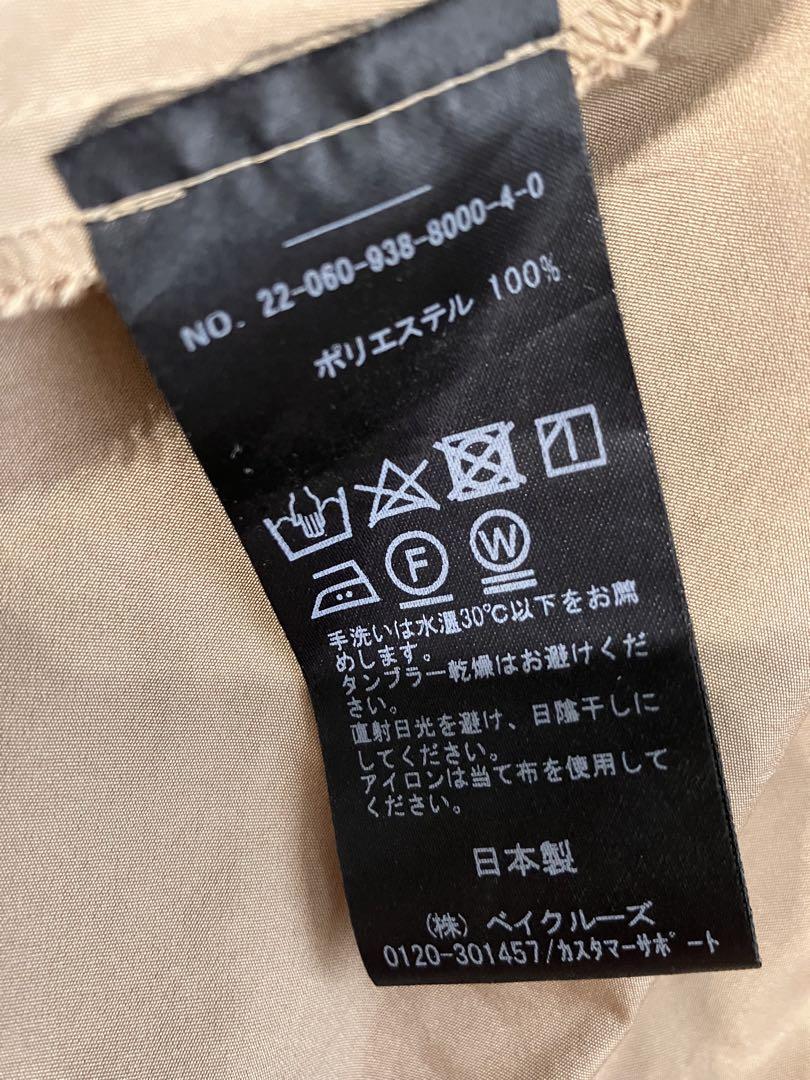 NO. 22-060-938-8000-4-0
ポリエステル 100%
F W
手洗いは水温30℃以下をお薦
めします。
タンブラー乾燥はお避けくだ
さい。
直射日光を避け、日陰干しに
してください。
アイロンは当て布を使用して
ください。
日本製
(株) ベイクルーズ
0120-301457/カスタマーサポート